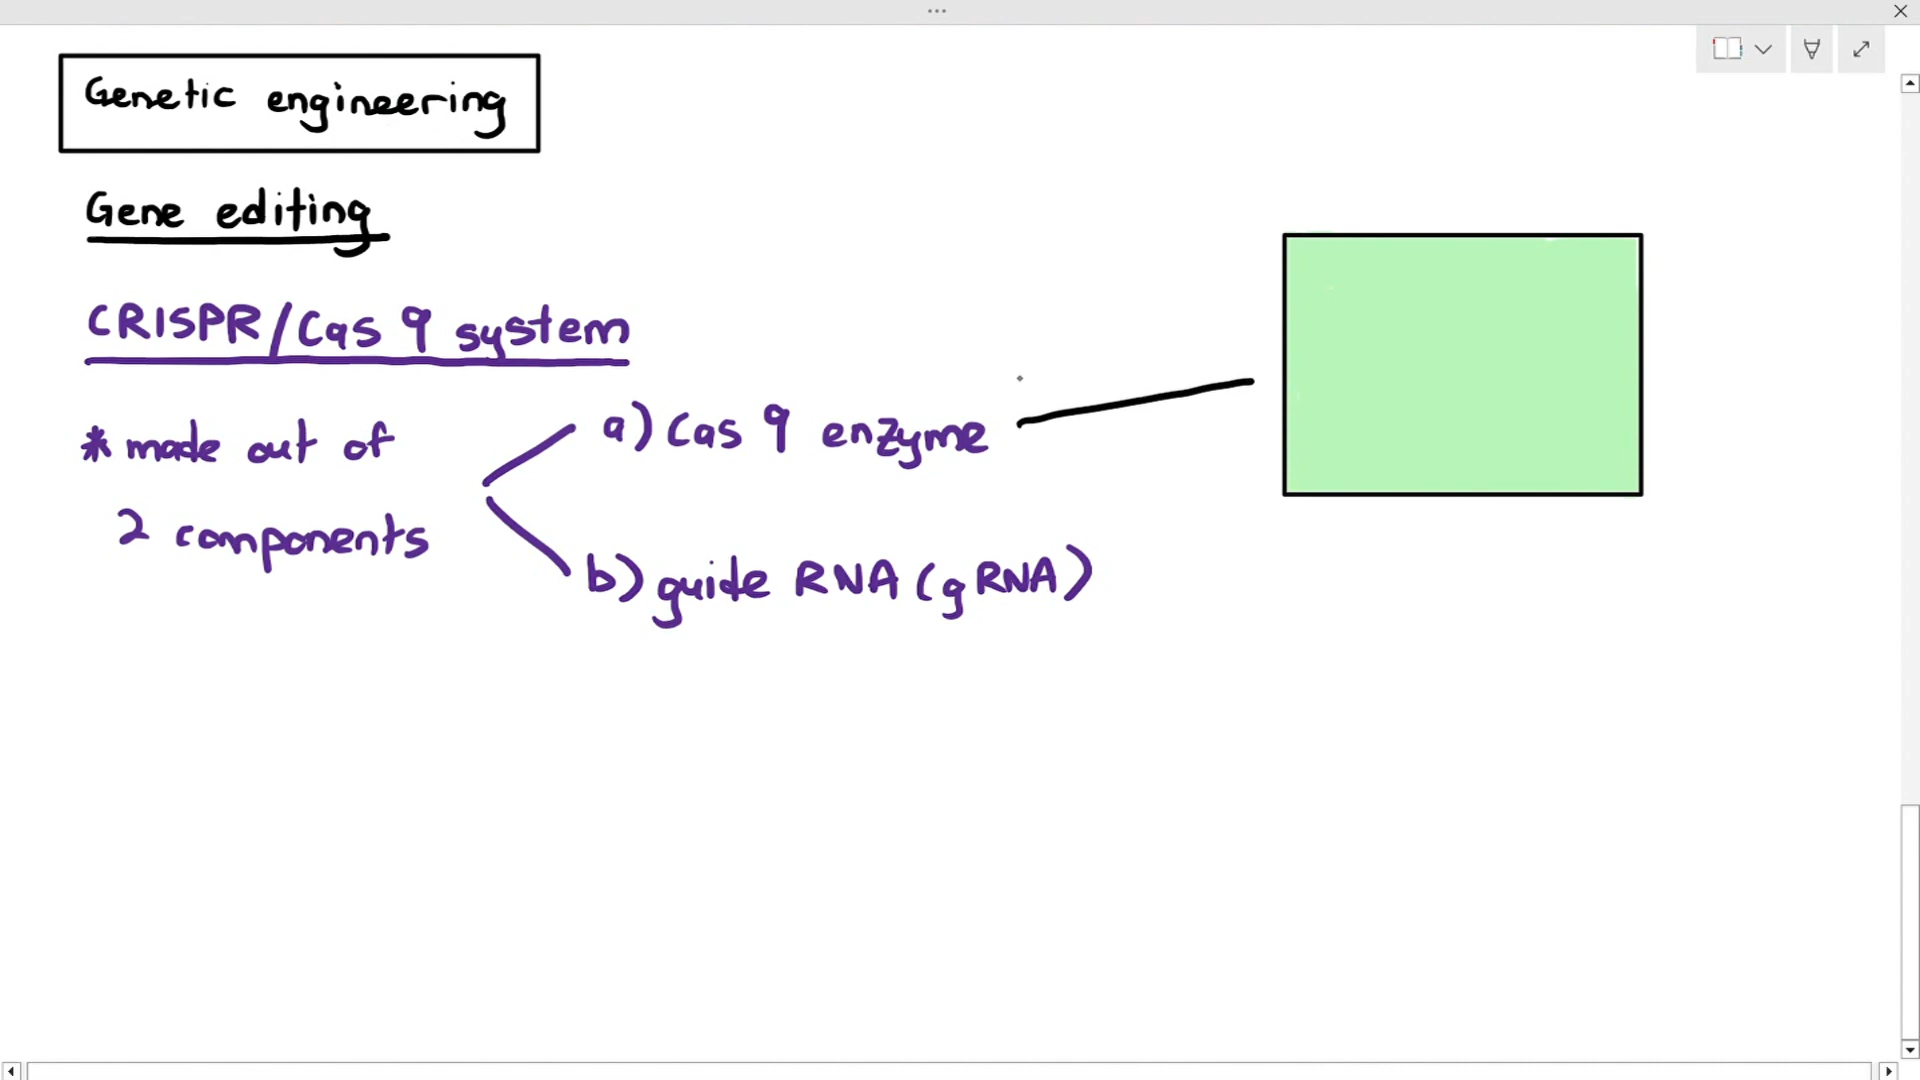 Genetic engineering
Gene editing
CRISPR/Cas 9 system
* made out of
2 components
a) Cas 9 enzyme
b) guide RNA (gRNA)